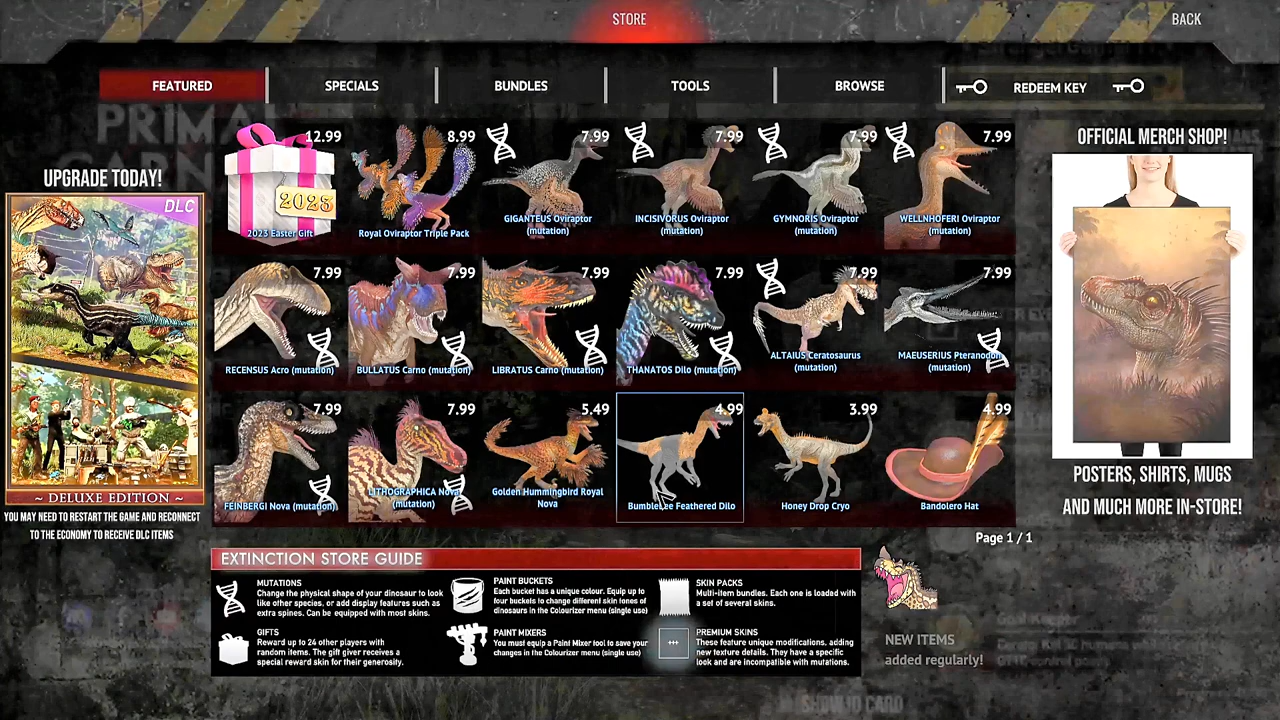 STORE
BACK
FEATURED
SPECIALS
BUNDLES
TOOLS
BROWSE
REDEEM KEY
UPGRADE TODAY!
DLC
~ DELUXE EDITION ~
YOU MAY NEED TO RESTART THE GAME AND RECONNECT
TO THE ECONOMY TO RECEIVE DLC ITEMS
12.99
2023
2023 Easter Gift
8.99
Royal Oviraptor Triple Pack
7.99
GIGANTEUS Oviraptor
(mutation)
7.99
INCISIVORUS Oviraptor
(mutation)
7.99
GYMNORIS Oviraptor
(mutation)
7.99
WELLNHOFERI Oviraptor
(mutation)
7.99
RECENSUS Acro (mutation)
7.99
BULLATUS Carno (mutation)
7.99
LIBRATUS Carno (mutation)
7.99
THANATOS Dilo (mutation)
7.99
ALTAIUS Ceratosaurus
(mutation)
7.99
MAEUSERIUS Pteranodon
(mutation)
7.99
FEINBERGI Nova (mutation)
7.99
LITHOGRAPHICA Nova
(mutation)
5.49
Golden Hummingbird Royal
Nova
4.99
Bumblebee Feathered Dilo
3.99
Honey Drop Cryo
4.99
Bandolero Hat
Page 1 / 1
OFFICIAL MERCH SHOP!
POSTERS, SHIRTS, MUGS
AND MUCH MORE IN-STORE!
EXTINCTION STORE GUIDE
MUTATIONS
Change the physical shape of your dinosaur to look
like other species, or add display features such as
extra spines. Can be equipped with most skins.
GIFTS
Reward up to 24 other players with
random items. The gift giver receives a
special reward skin for their generosity.
PAINT BUCKETS
Each bucket has a unique colour. Equip up to
four buckets to change different skin tones of
dinosaurs in the Colourizer menu (single use)
PAINT MIXERS
You must equip a Paint Mixer tool to save your
changes in the Colourizer menu (single use)
SKIN PACKS
Multi-item bundles. Each one is loaded with
a set of several skins.
+++
PREMIUM SKINS
These feature unique modifications, adding
new texture details. They have a specific
look and are incompatible with mutations.
NEW ITEMS
added regularly!
SHOW ID CARD